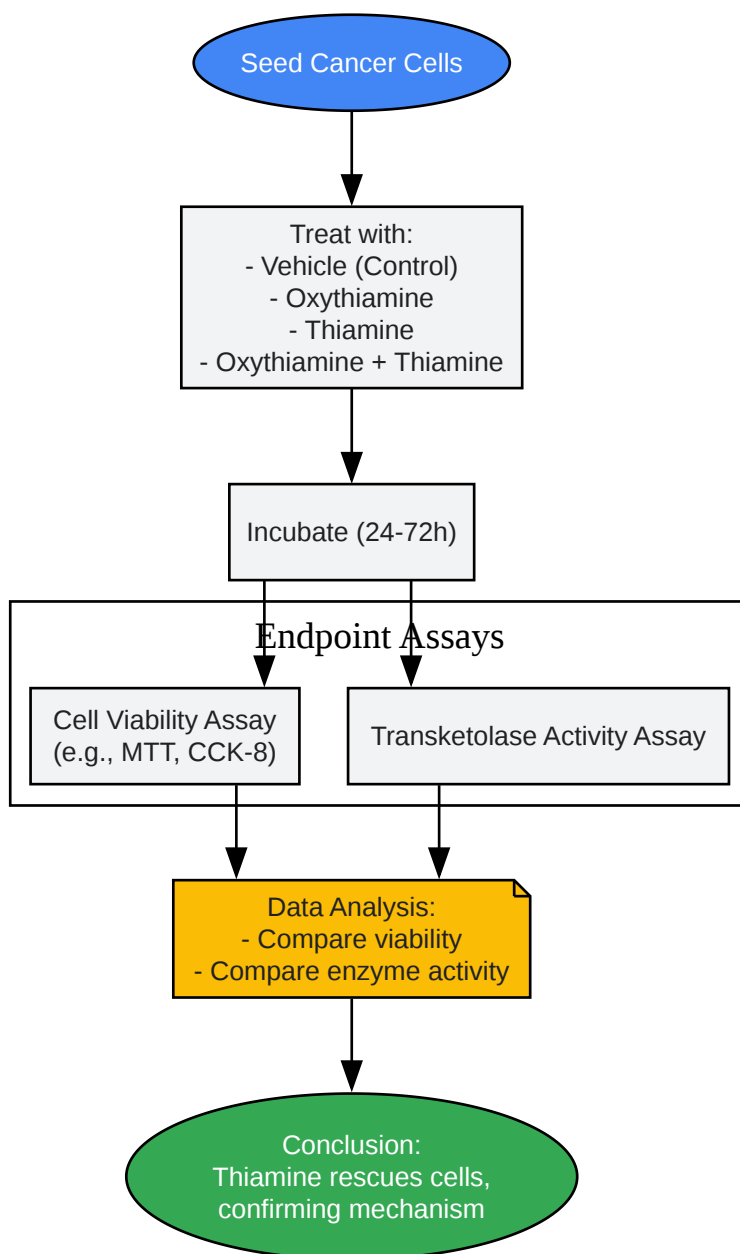 Seed Cancer Cells
Treat with:
- Vehicle (Control)
- Oxythiamine
- Thiamine
- Oxythiamine + Thiamine
Incubate (24-72h)
Endpoint Assays
Cell Viability Assay
(e.g., MTT, CCK-8)
Transketolase Activity Assay
Data Analysis:
- Compare viability
- Compare enzyme activity
Conclusion:
Thiamine rescues cells,
confirming mechanism